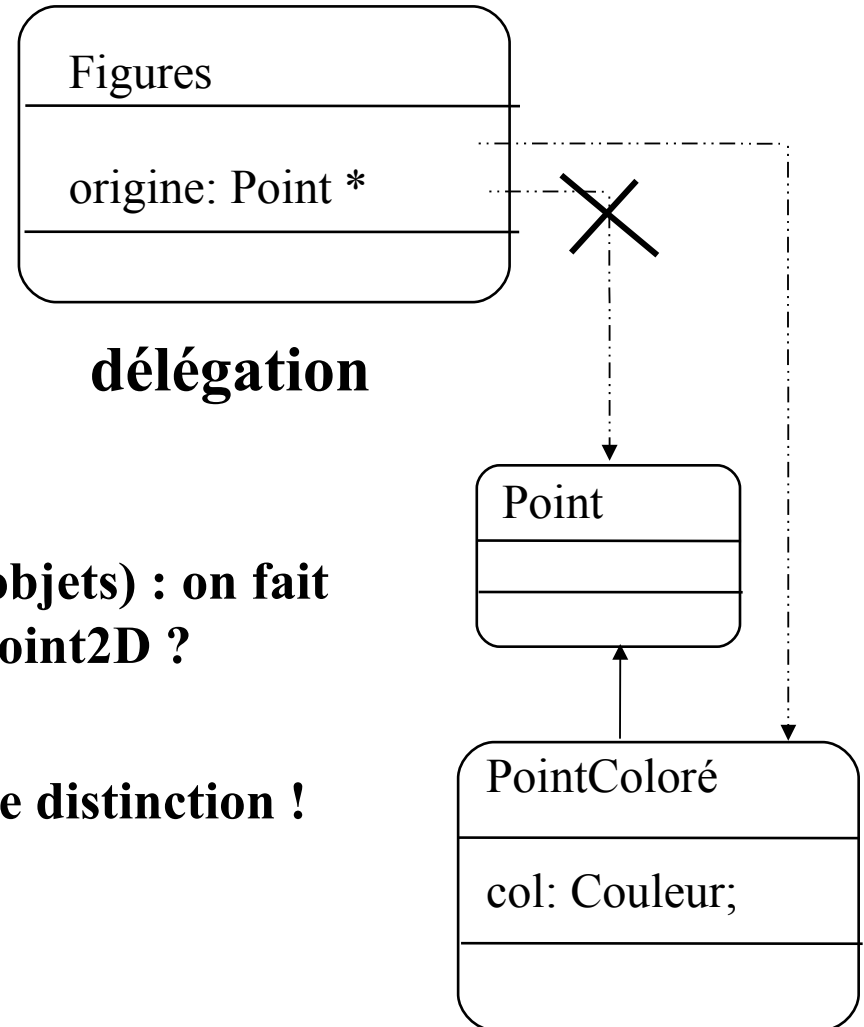 Figures
origine: Point *
délégation
Point
objets) : on fait
oint2D ?
PointColoré
e distinction !
col: Couleur;